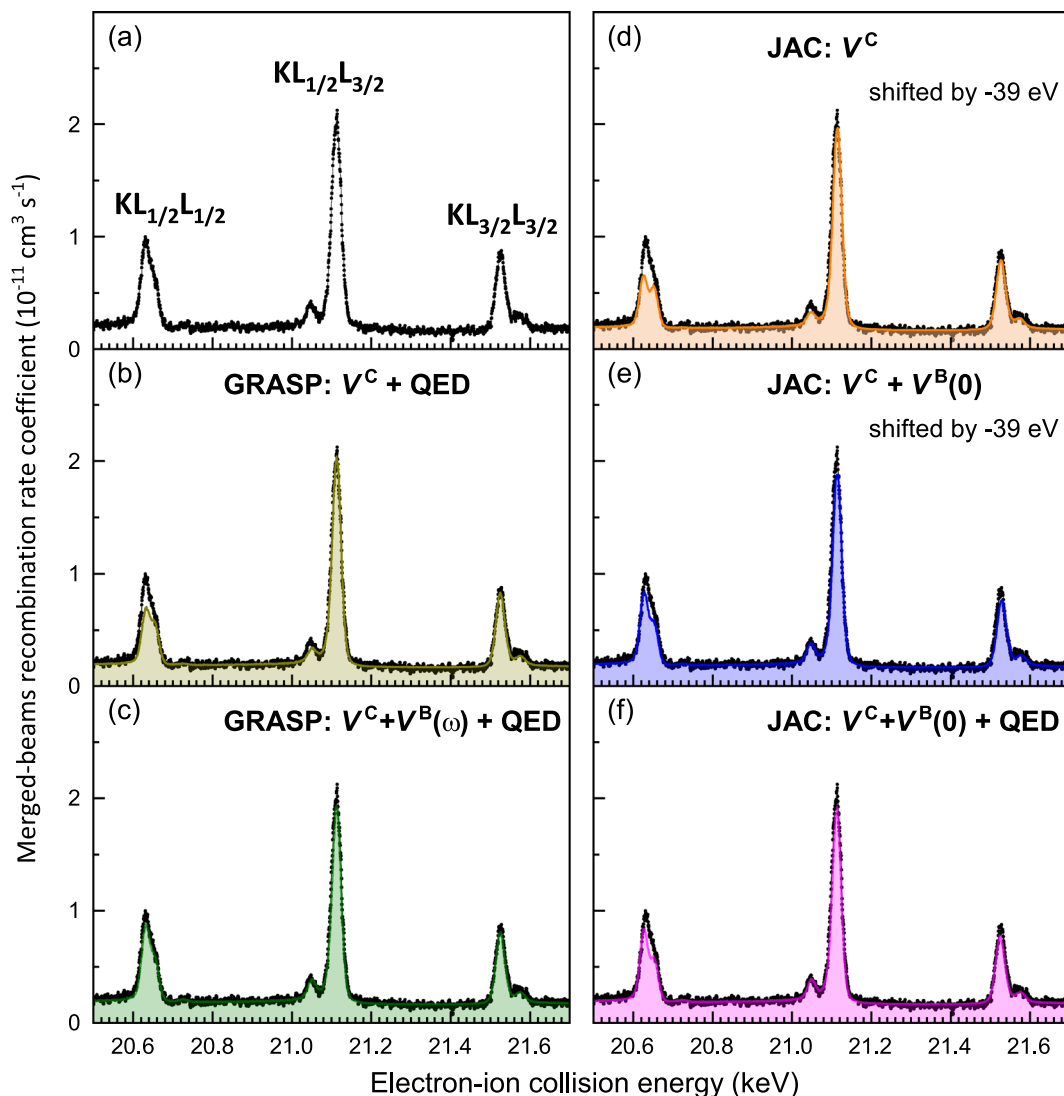 Merged-beams recombination rate coefficient (10⁻¹¹ cm³ s⁻¹)
(a)
KL₁/₂L₁/₂
KL₁/₂L₃/₂
KL₃/₂L₃/₂
2
1
0
(d)
JAC: Vᶜ
shifted by -39 eV
(b)
GRASP: Vᶜ + QED
2
1
0
(e)
JAC: Vᶜ + Vᴮ(0)
shifted by -39 eV
(c)
GRASP: Vᶜ+Vᴮ(ω) + QED
2
1
0
(f)
JAC: Vᶜ+Vᴮ(0) + QED
20.6 20.8 21.0 21.2 21.4 21.6
20.6 20.8 21.0 21.2 21.4 21.6
Electron-ion collision energy (keV)